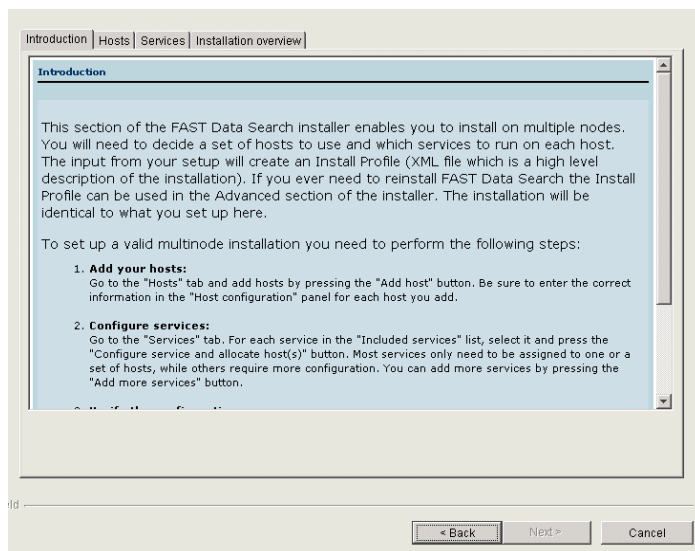 Introduction Hosts Services Installation overview
Introduction
This section of the FAST Data Search installer enables you to install on multiple nodes.
You will need to decide a set of hosts to use and which services to run on each host.
The input from your setup will create an Install Profile (XML file which is a high level
description of the installation). If you ever need to reinstall FAST Data Search the Install
Profile can be used in the Advanced section of the installer. The installation will be
identical to what you set up here.
To set up a valid multinode installation you need to perform the following steps:
1. Add your hosts:
Go to the "Hosts" tab and add hosts by pressing the "Add host" button. Be sure to enter the correct
information in the "Host configuration" panel for each host you add.
2. Configure services:
Go to the "Services" tab. For each service in the "Included services" list, select it and press the
"Configure service and allocate host(s)" button. Most services only need to be assigned to one or a
set of hosts, while others require more configuration. You can add more services by pressing the
"Add more services" button.
< Back Next > Cancel